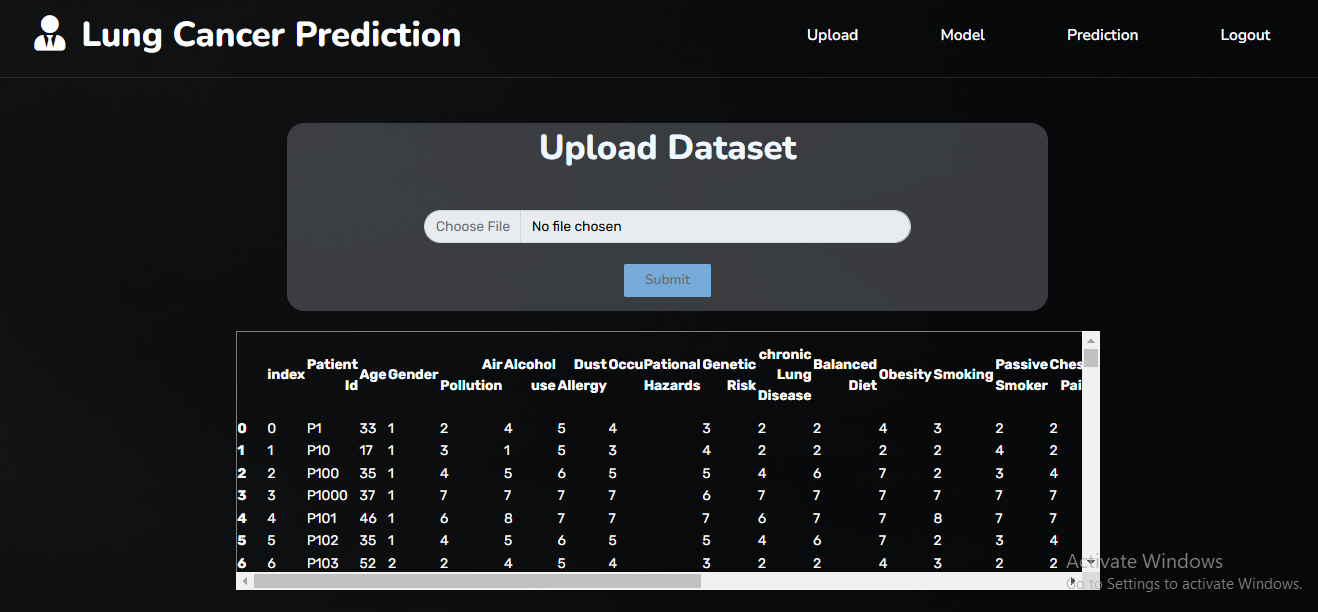 Lung Cancer Prediction Upload Model Prediction Logout
Upload Dataset
Choose File No file chosen
Submit
index Patient Id Age Gender Air Pollution Alcohol use Dust Allergy OccuPational Hazards Genetic Risk chronic Lung Disease Balanced Diet Obesity Smoking Passive Smoker Ches Pai
0 0 P1 33 1 2 4 5 4 3 2 2 4 3 2 2
1 1 P10 17 1 3 1 5 3 4 2 2 2 2 4 2
2 2 P100 35 1 4 5 6 5 5 4 6 7 2 3 4
3 3 P1000 37 1 7 7 7 7 6 7 7 7 7 7 7
4 4 P101 46 1 6 8 7 7 7 6 7 7 8 7 7
5 5 P102 35 1 4 5 6 5 5 4 6 7 2 3 4
6 6 P103 52 2 2 4 5 4 3 2 2 4 3 2 2
Activate Windows
Go to Settings to activate Windows.